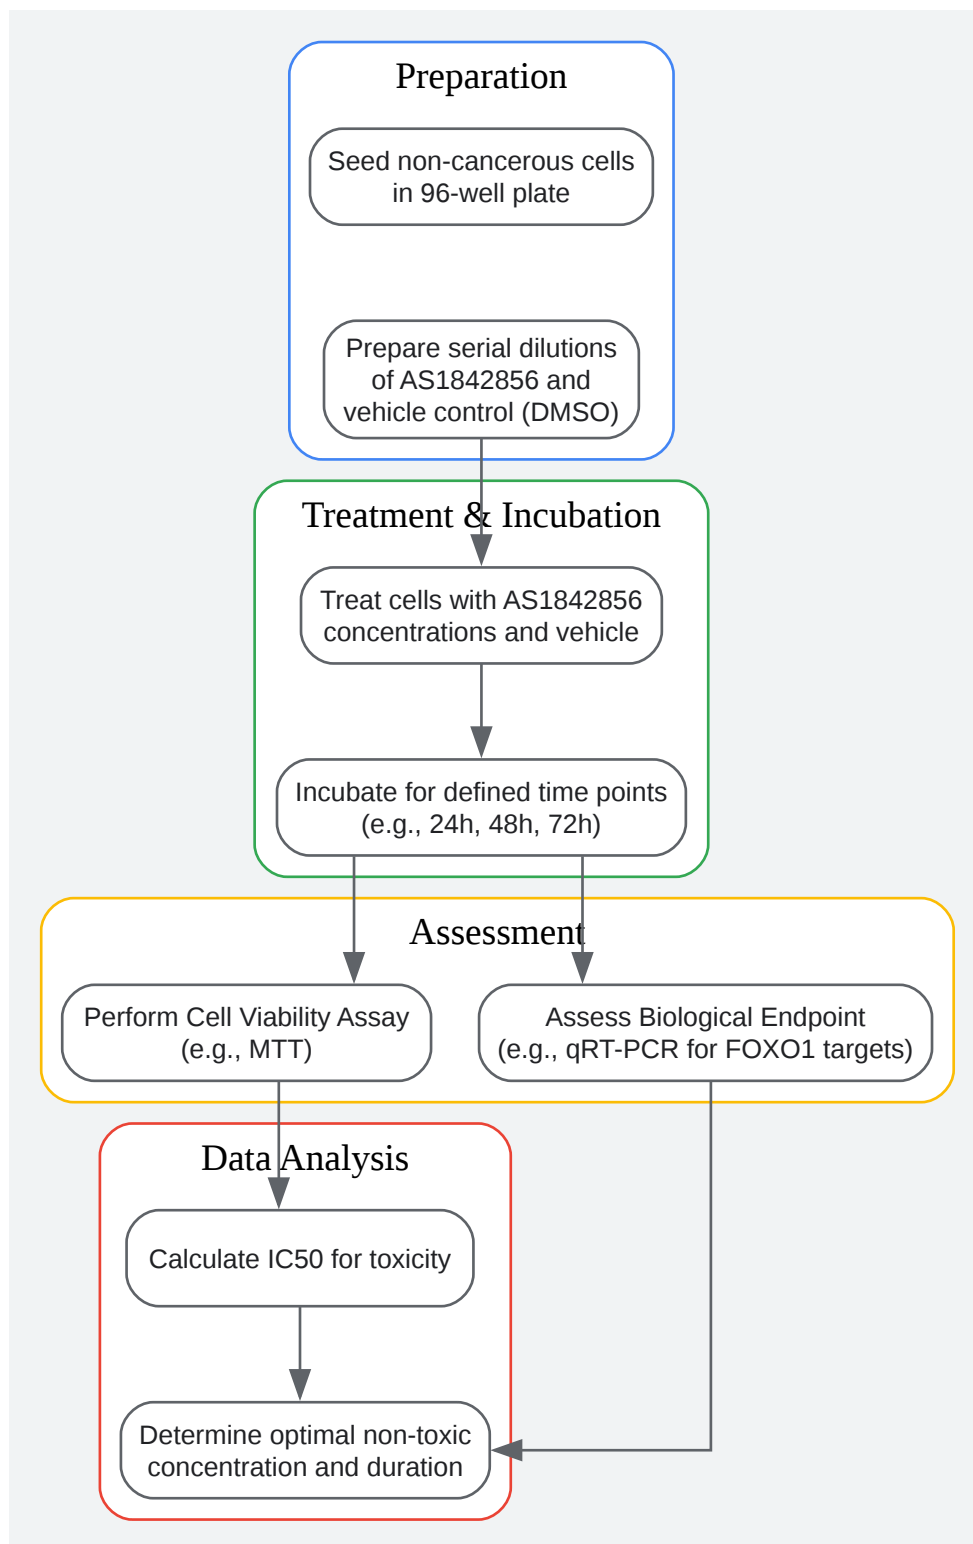 Preparation
Seed non-cancerous cells
in 96-well plate
Prepare serial dilutions
of AS1842856 and
vehicle control (DMSO)
Treatment & Incubation
Treat cells with AS1842856
concentrations and vehicle
Incubate for defined time points
(e.g., 24h, 48h, 72h)
Assessment
Perform Cell Viability Assay
(e.g., MTT)
Assess Biological Endpoint
(e.g., qRT-PCR for FOXO1 targets)
Data Analysis
Calculate IC50 for toxicity
Determine optimal non-toxic
concentration and duration